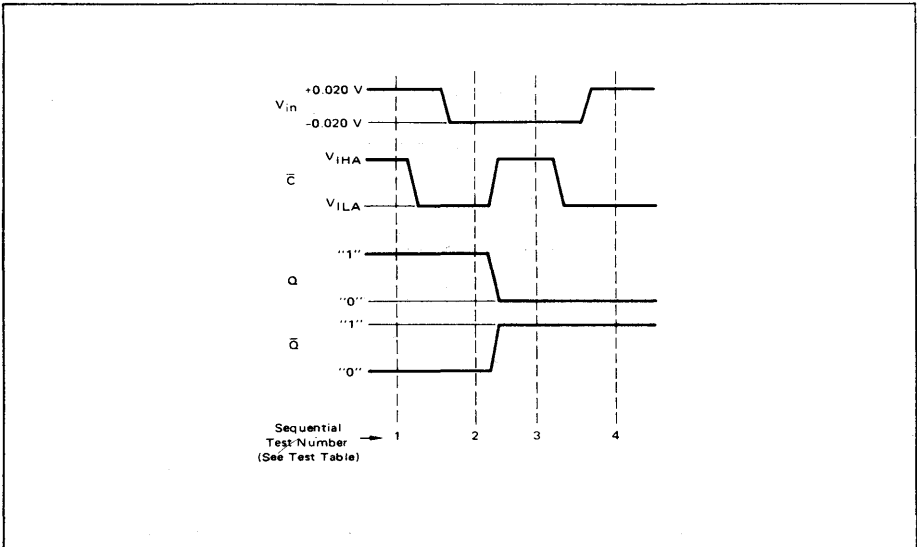 +0.020 V
Vin
-0.020 V
VIHA
C̅
VILA
"1"
Q
"0"
"1"
Q̅
"0"
Sequential
Test Number → 1 2 3 4
(See Test Table)